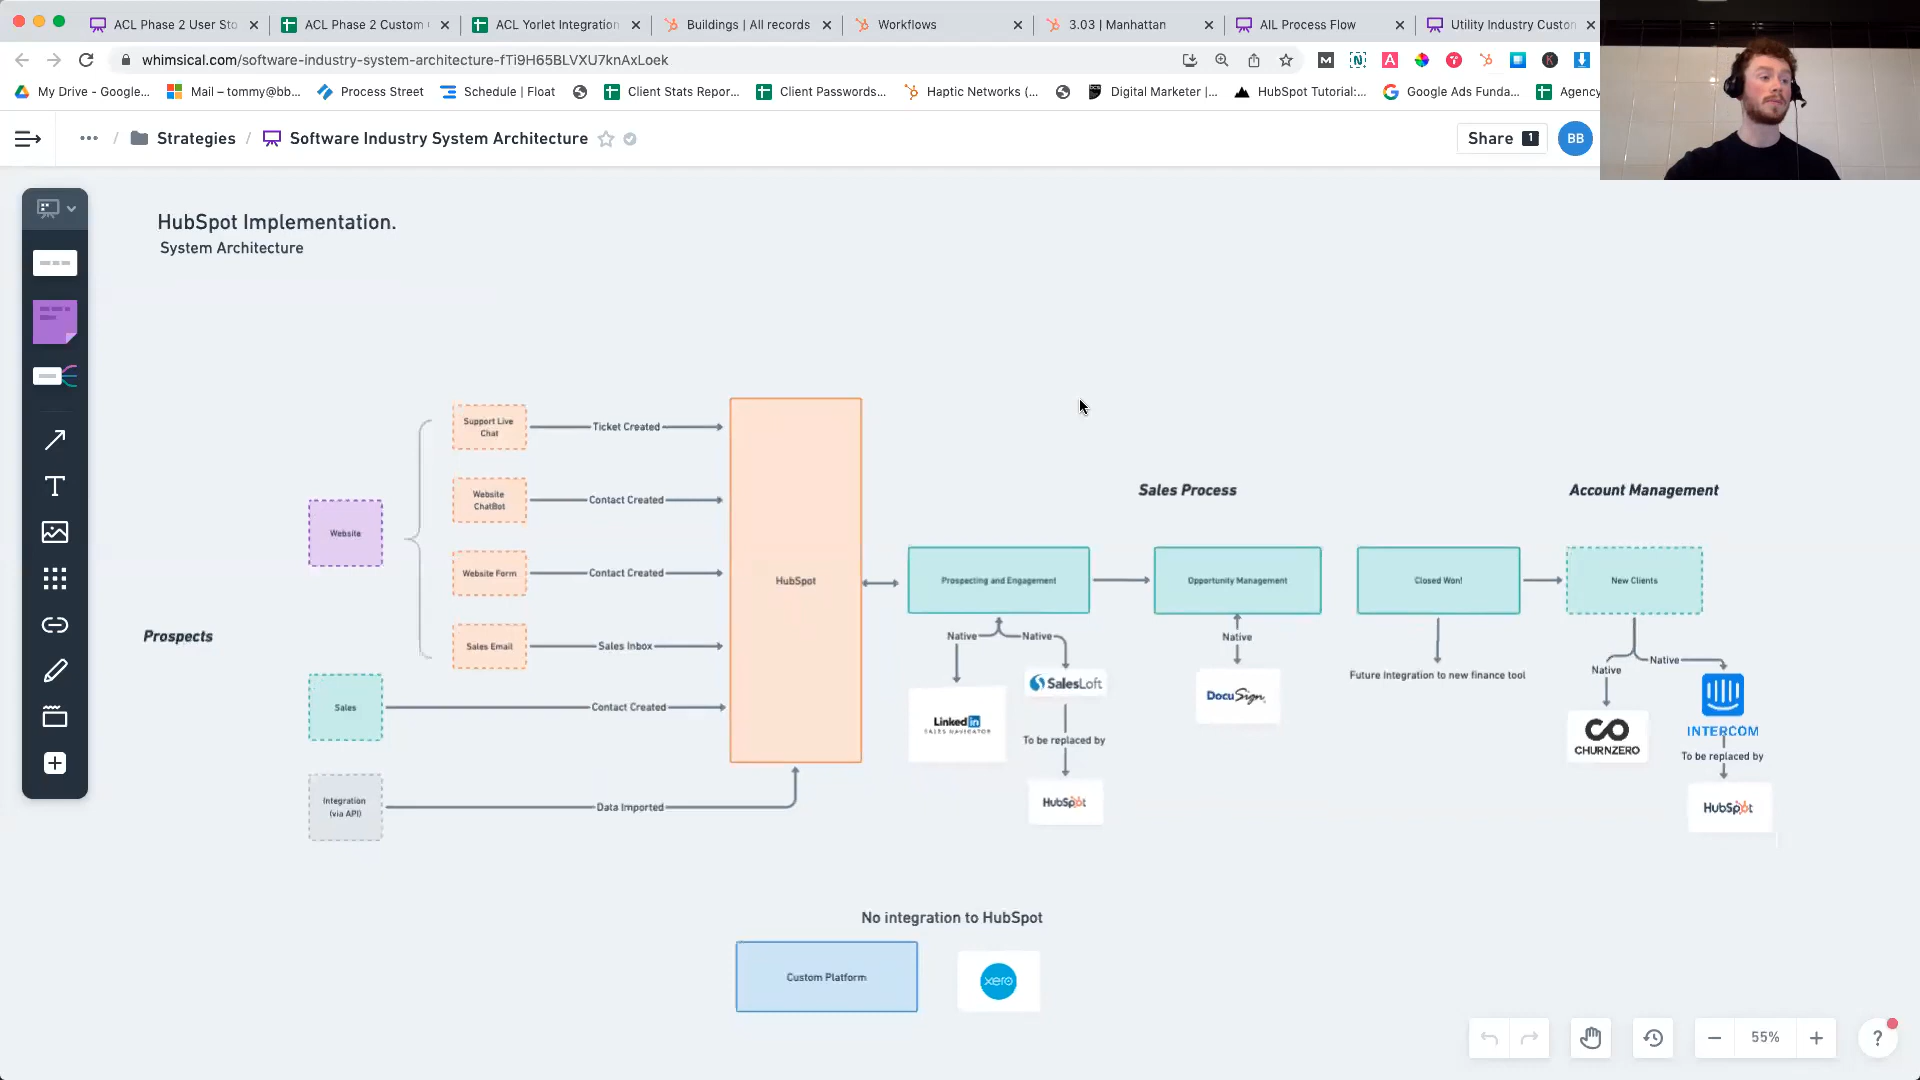 ACL Phase 2 User Sto
ACL Phase 2 Custom
ACL Yorlet Integration
Buildings | All records
Workflows
3.03 | Manhattan
AIL Process Flow
Utility Industry Custon
whimsical.com/software-industry-system-architecture-fTi9H65BLVXU7knAxLoek
My Drive - Google...
Mail – tommy@bb...
Process Street
Schedule | Float
Client Stats Repor...
Client Passwords...
Haptic Networks (...
Digital Marketer |...
HubSpot Tutorial:...
Google Ads Funda...
Agency
... / Strategies / Software Industry System Architecture
Share 1
BB
HubSpot Implementation.
System Architecture
Support Live
Chat
Ticket Created
Website
ChatBot
Contact Created
Website
Website Form
Contact Created
Sales Email
Sales Inbox
Prospects
Sales
Contact Created
Integration
(via API)
Data Imported
HubSpot
Sales Process
Account Management
Prospecting and Engagement
Opportunity Management
Closed Won!
New Clients
Native
Native
Native
Native
Native
Linked in
SALES NAVIGATOR
SalesLoft
To be replaced by
HubSpot
DocuSign
Future Integration to new finance tool
CHURNZERO
INTERCOM
To be replaced by
HubSpot
No integration to HubSpot
Custom Platform
xero
55%
?